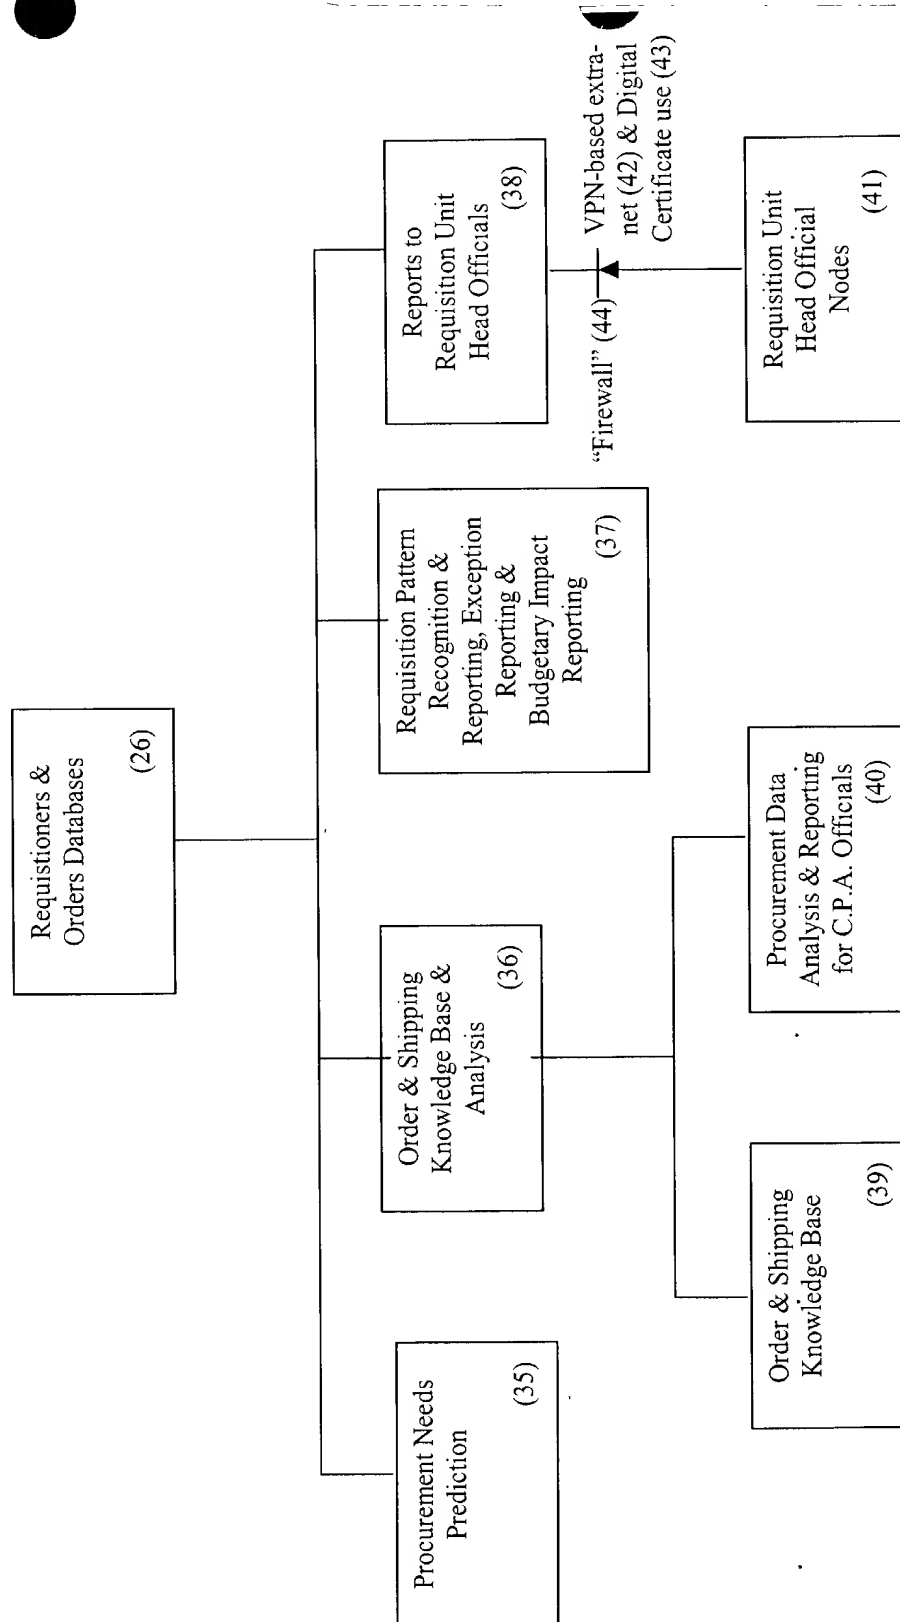 Requistioners &
Orders Databases
(26)
Procurement Needs
Prediction
(35)
Order & Shipping
Knowledge Base &
Analysis
(36)
Requisition Pattern
Recognition &
Reporting, Exception
Reporting &
Budgetary Impact
Reporting
(37)
Reports to
Requisition Unit
Head Officials
(38)
"Firewall" (44)
VPN-based extra-
net (42) & Digital
Certificate use (43)
Order & Shipping
Knowledge Base
(39)
Procurement Data
Analysis & Reporting
for C.P.A. Officials
(40)
Requisition Unit
Head Official
Nodes
(41)